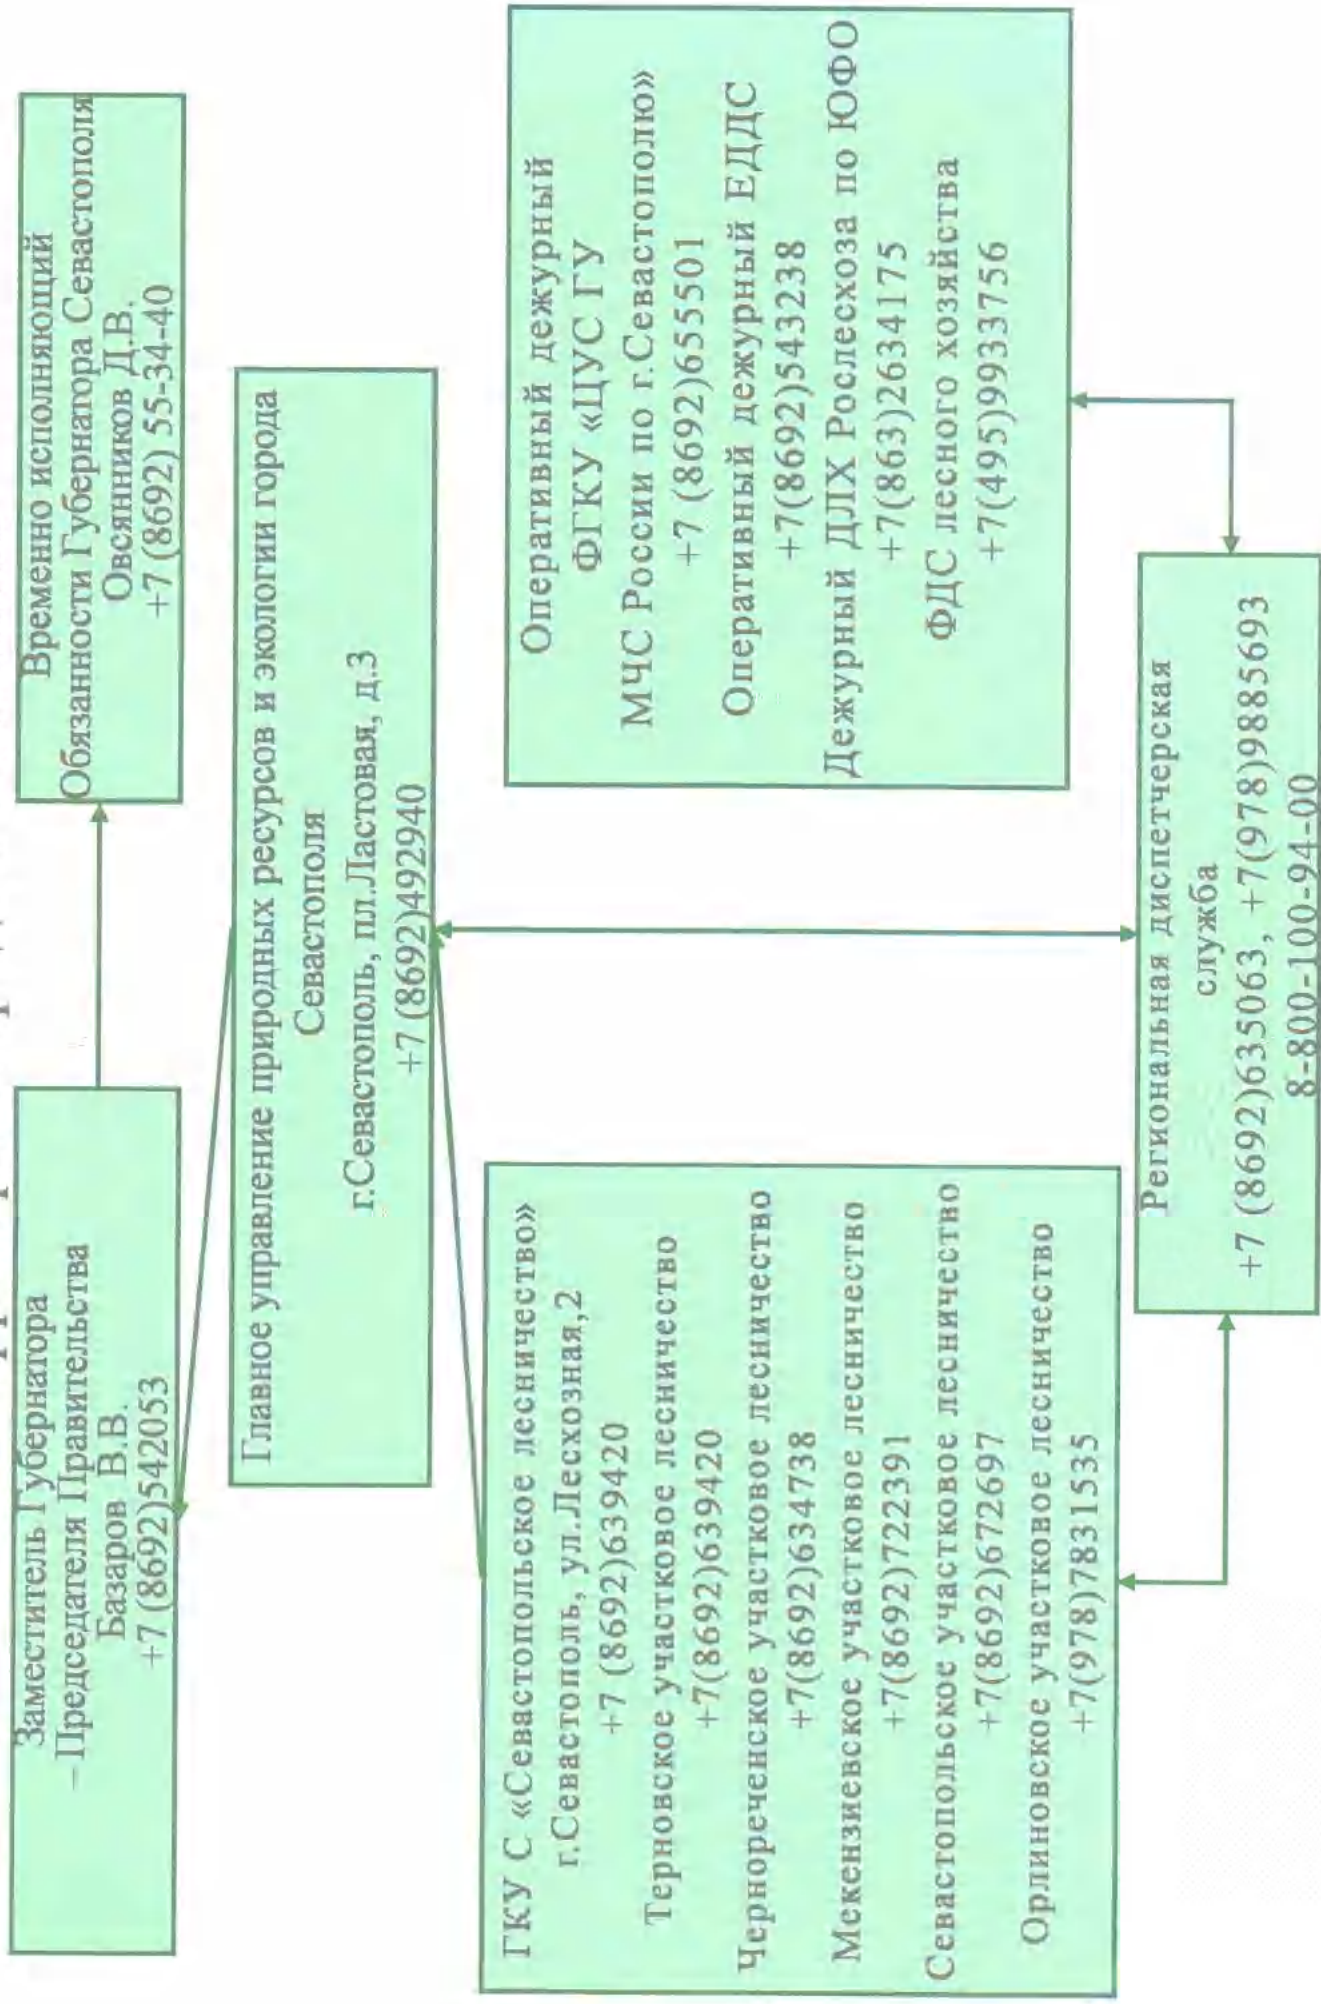 Заместитель Губернатора
–Председателя Правительства
Базаров В.В.
+7 (8692)542053
Временно исполняющий
Обязанности Губернатора Севастополя
Овсянников Д.В.
+7 (8692) 55-34-40
Главное управление природных ресурсов и экологии города
Севастополя
г.Севастополь, пл.Ластовая, д.3
+7 (8692)492940
ГКУ С «Севастопольское лесничество»
г.Севастополь, ул.Лесхозная,2
+7 (8692)639420
Терновское участковое лесничество
+7(8692)639420
Чернореченское участковое лесничество
+7(8692)634738
Мекензиевское участковое лесничество
+7(8692)722391
Севастопольское участковое лесничество
+7(8692)672697
Орлиновское участковое лесничество
+7(978)7831535
Оперативный дежурный
ФГКУ «ЦУС ГУ
МЧС России по г.Севастополю»
+7 (8692)655501
Оперативный дежурный ЕДДС
+7(8692)543238
Дежурный ДЛХ Рослесхоза по ЮФО
+7(863)2634175
ФДС лесного хозяйства
+7(495)9933756
Региональная диспетчерская
служба
+7 (8692)635063, +7(978)9885693
8-800-100-94-00